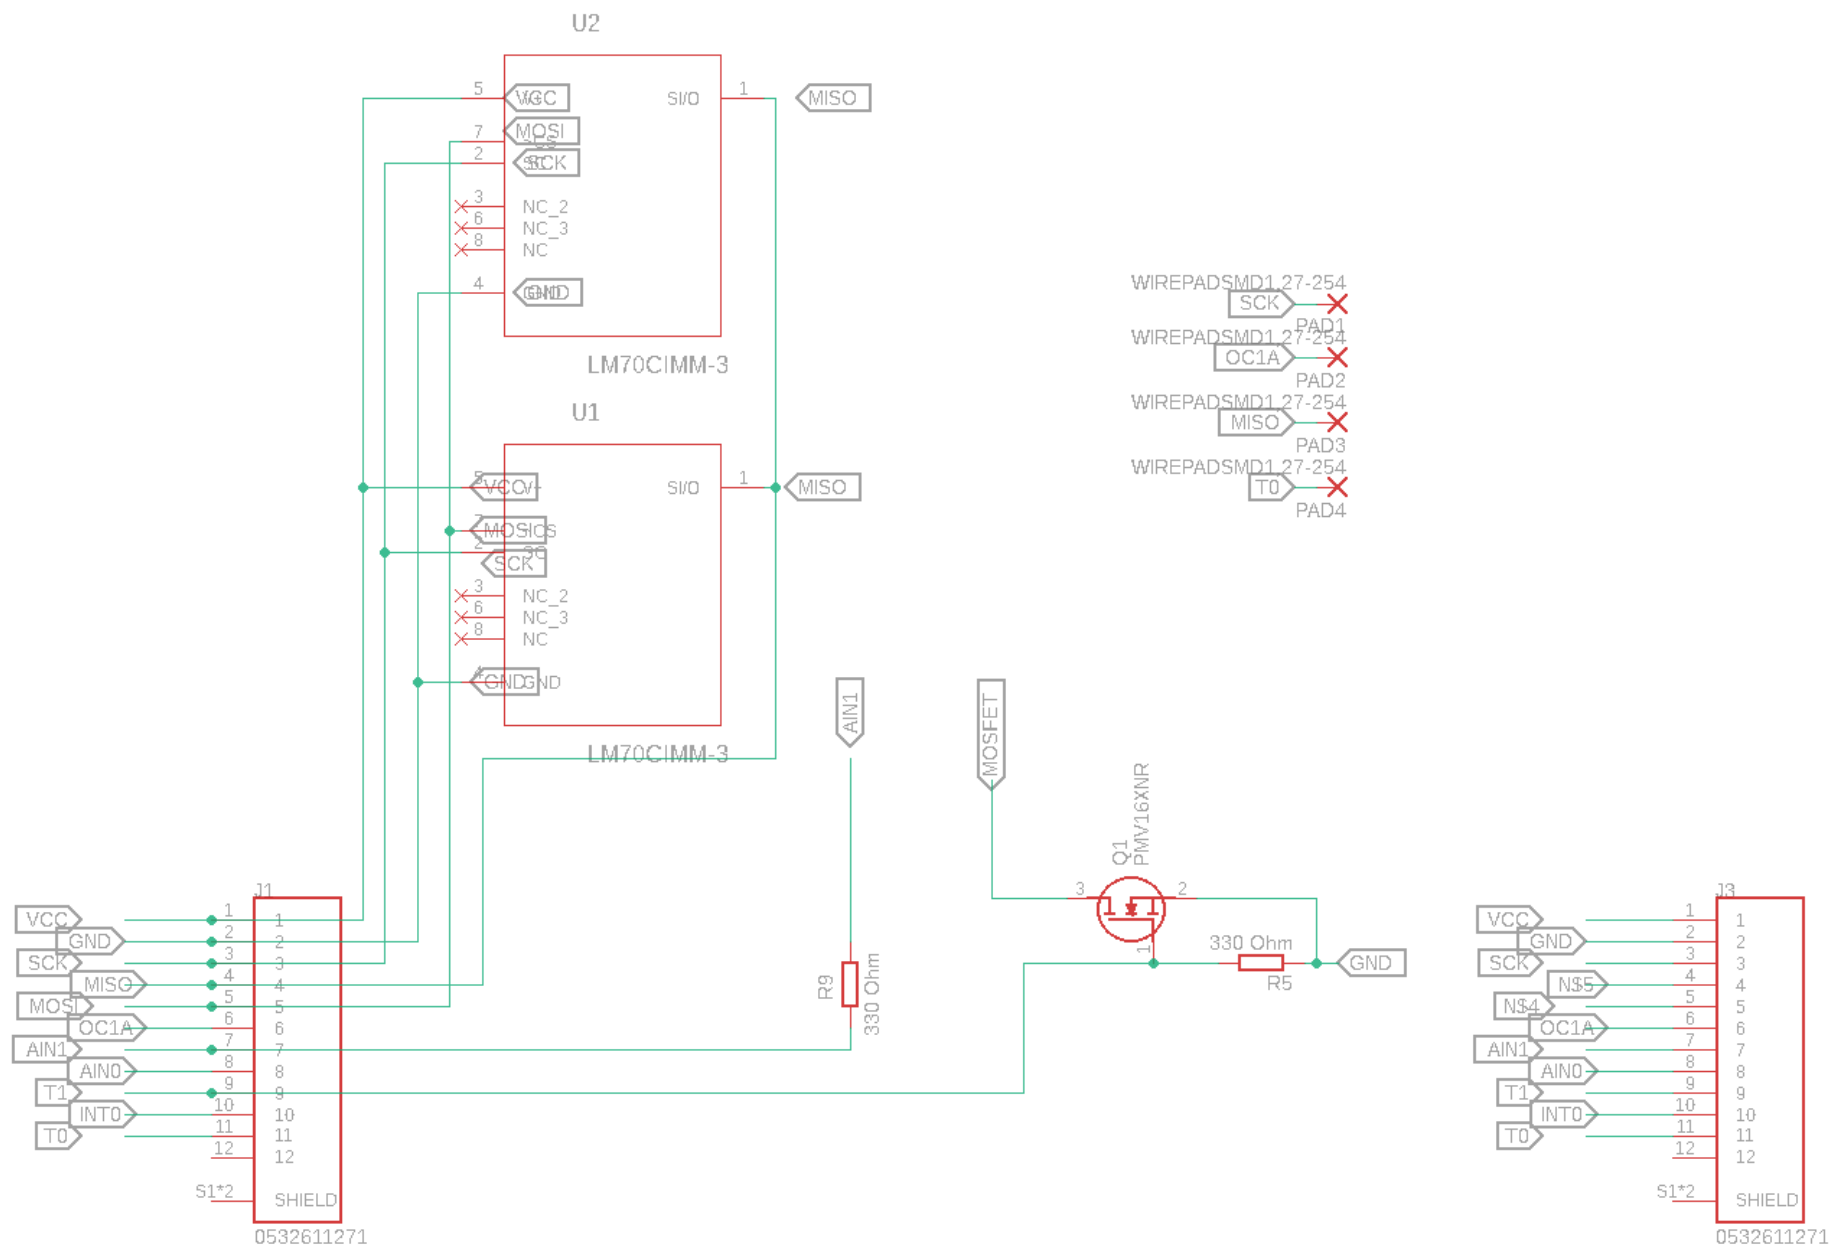 U2
5
VCC
SI/O
1
MISO
7
MOSI
2
SCK
3
NC_2
6
NC_3
8
NC
4
GND
LM70CIMM-3
U1
5
VCC
V+
SI/O
1
MISO
7
MOSI
CS
2
SC
SCK
3
NC_2
6
NC_3
8
NC
4
GND
GND
LM70CIMM-3
WIREPADSMD1,27-254
SCK
PAD1
WIREPADSMD1,27-254
OC1A
PAD2
WIREPADSMD1,27-254
MISO
PAD3
WIREPADSMD1,27-254
T0
PAD4
AIN1
R9
330 Ohm
MOSFET
Q1
PMV16XNR
3
2
1
330 Ohm
R5
GND
J1
VCC 1 1
GND 2 2
SCK 3 3
MISO 4 4
MOSI 5 5
OC1A 6 6
AIN1 7 7
AIN0 8 8
T1 9 9
INT0 10 10
T0 11 11
12 12
S1*2 SHIELD
0532611271
J3
VCC 1 1
GND 2 2
SCK 3 3
N$5 4 4
N$4 5 5
OC1A 6 6
AIN1 7 7
AIN0 8 8
T1 9 9
INT0 10 10
T0 11 11
12 12
S1*2 SHIELD
0532611271